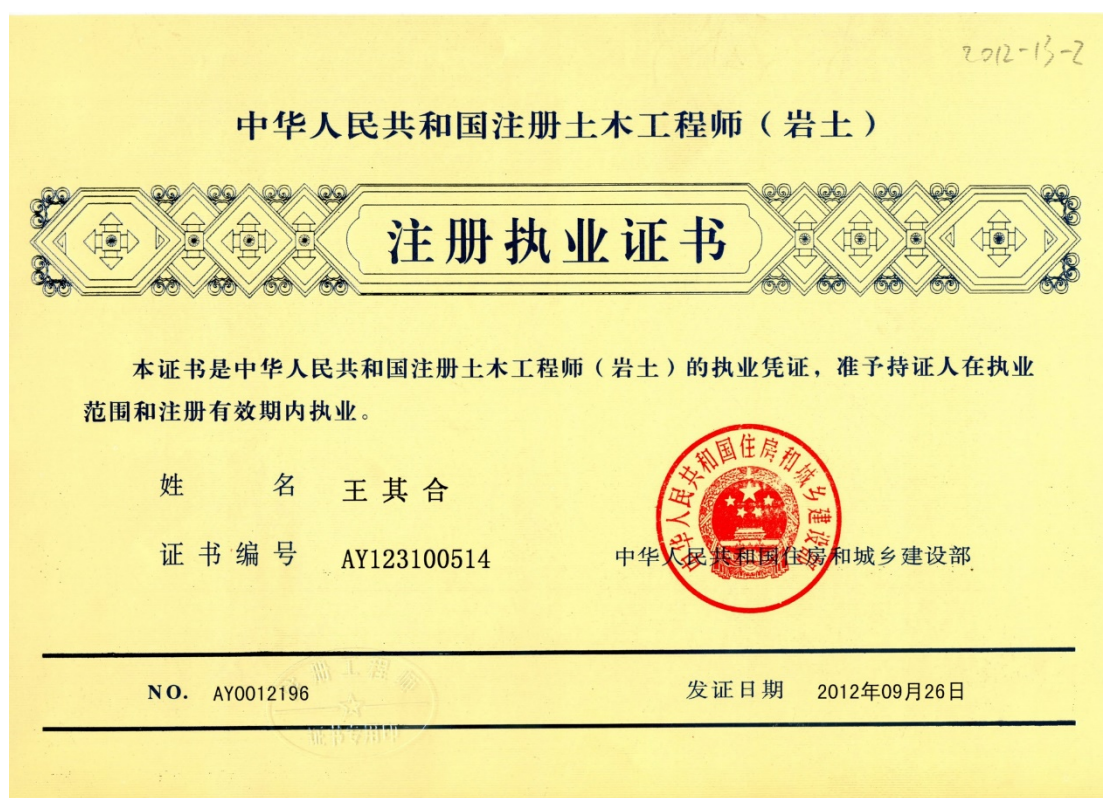 2012-13-2
中华人民共和国注册土木工程师（岩土）
注册执业证书
本证书是中华人民共和国注册土木工程师（岩土）的执业凭证，准予持证人在执业
范围和注册有效期内执业。
姓 名 王其合
证书编号 AY123100514
中华人民共和国住房和城乡建设部
中华人民共和国住房和城乡建设部
NO. AY0012196
发证日期 2012年09月26日